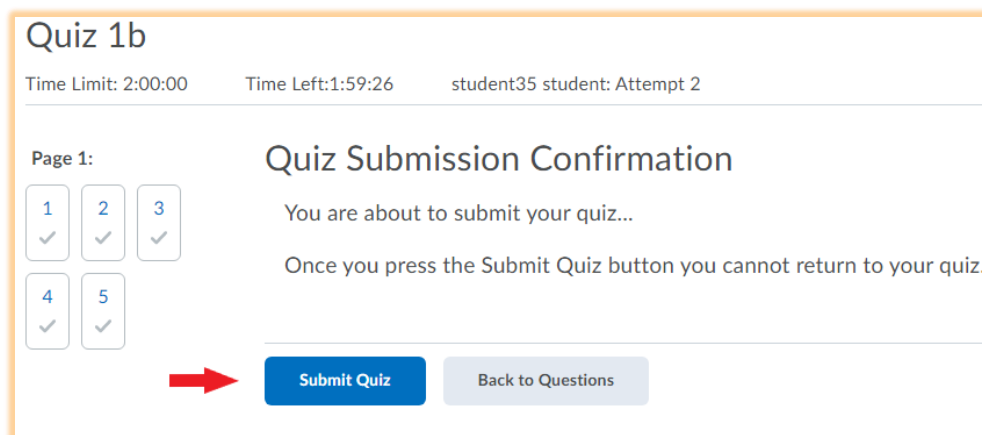 Quiz 1b
Time Limit: 2:00:00 Time Left:1:59:26 student35 student: Attempt 2
Page 1:
1 2 3
4 5
Quiz Submission Confirmation
You are about to submit your quiz...
Once you press the Submit Quiz button you cannot return to your quiz.
Submit Quiz Back to Questions